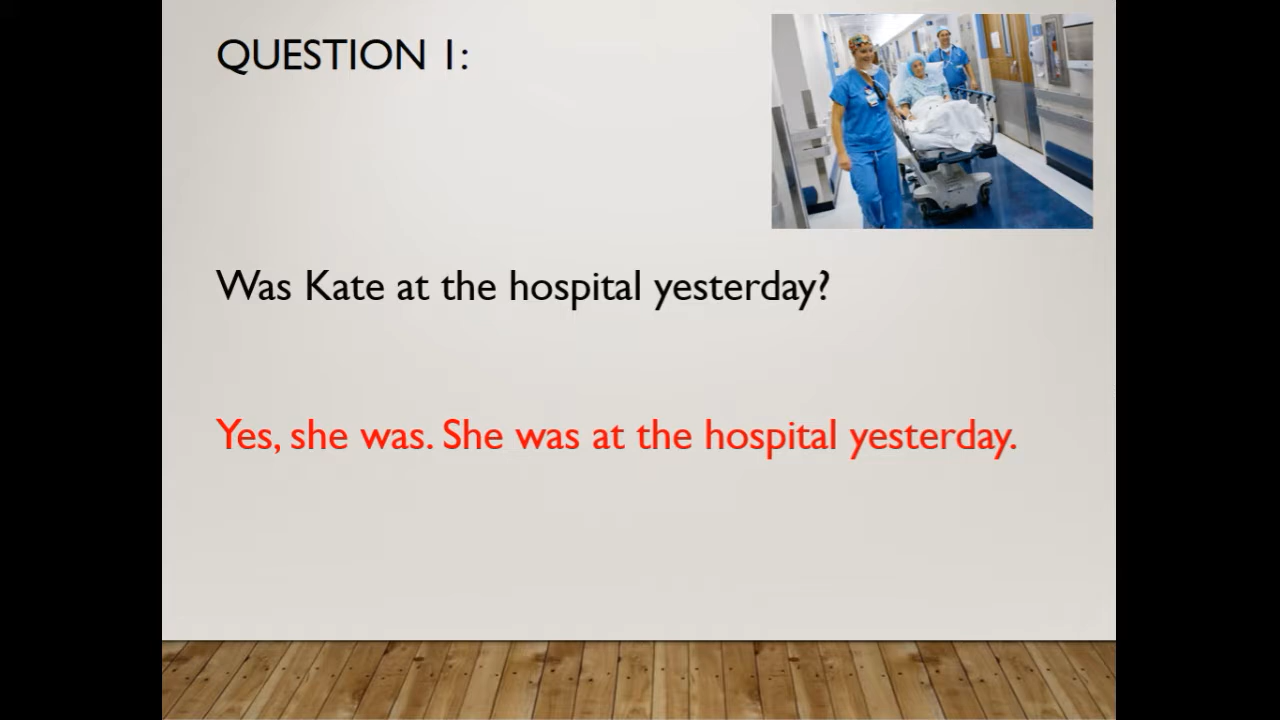 QUESTION 1:
Was Kate at the hospital yesterday?
Yes, she was. She was at the hospital yesterday.